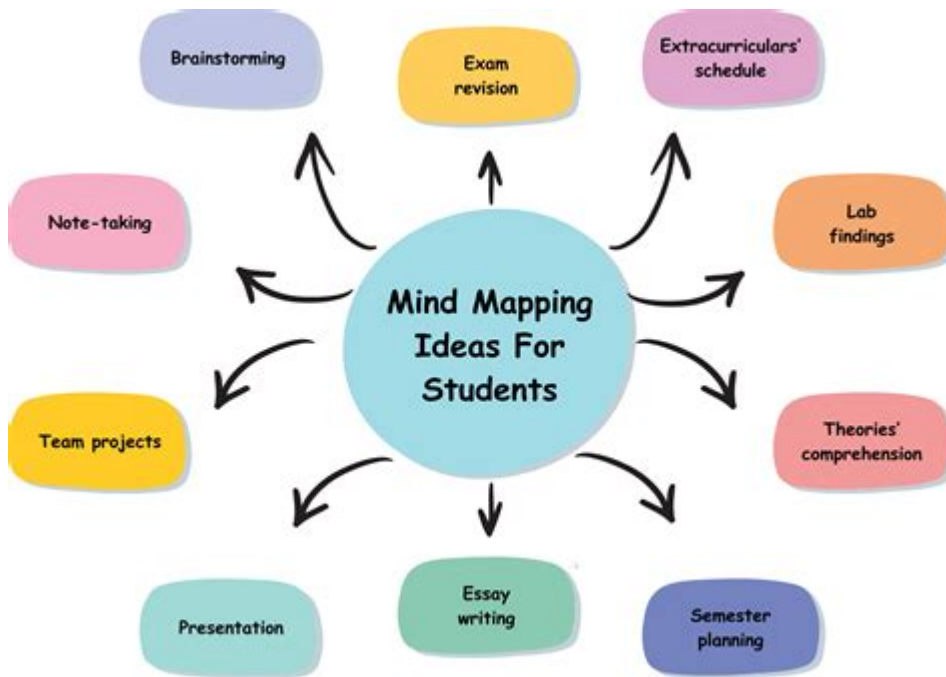 Brainstorming
Exam
revision
Extracurriculars'
schedule
Note-taking
Lab
findings
Mind Mapping
Ideas For
Students
Team projects
Theories'
comprehension
Presentation
Essay
writing
Semester
planning